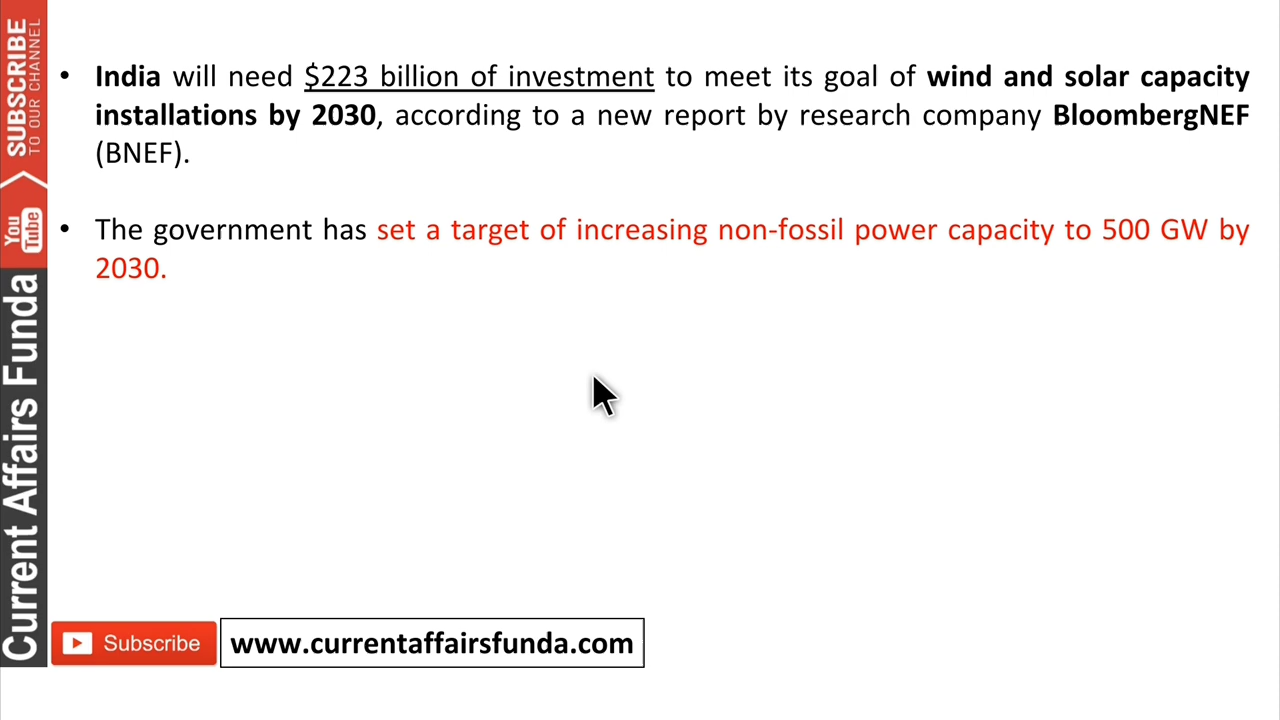 • India will need $223 billion of investment to meet its goal of wind and solar capacity
installations by 2030, according to a new report by research company BloombergNEF
(BNEF).
• The government has set a target of increasing non-fossil power capacity to 500 GW by
2030.
SUBSCRIBE
TO OUR CHANNEL
You
Tube
Current Affairs Funda
Subscribe
www.currentaffairsfunda.com